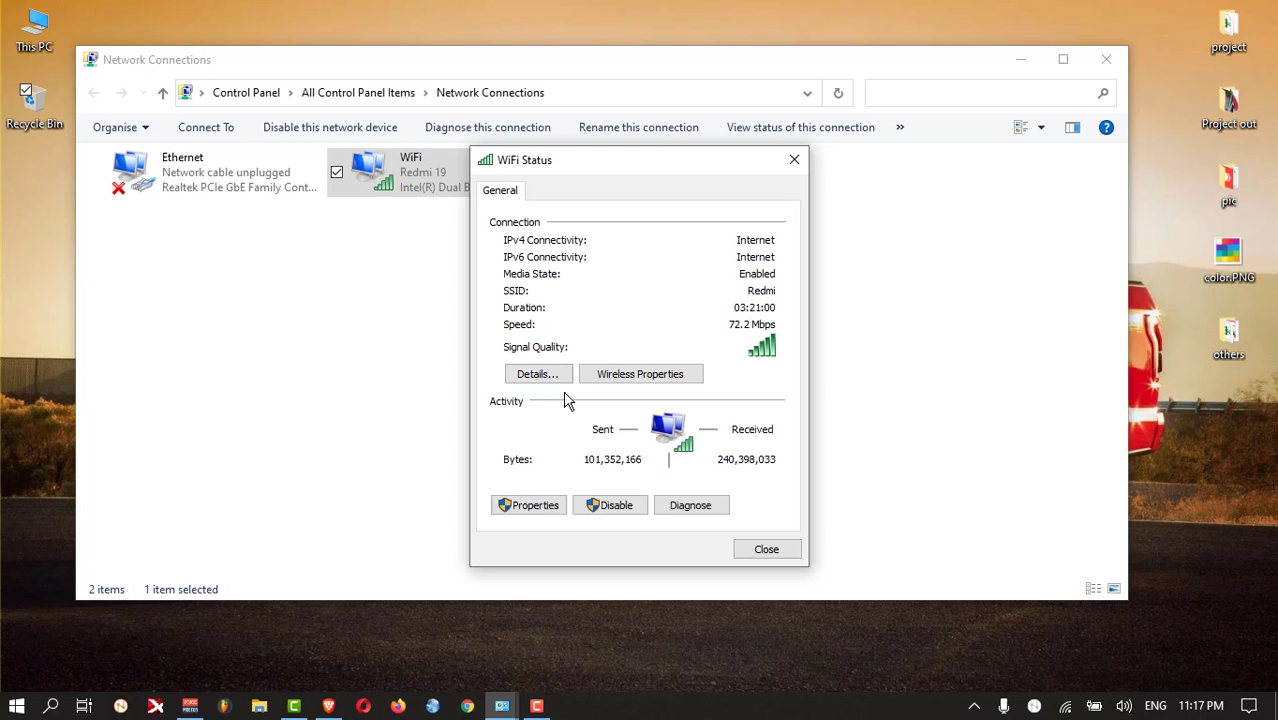 This PC
Recycle Bin
project
Project out
pic
color.PNG
others
Network Connections
Control Panel > All Control Panel Items > Network Connections
Organise
Connect To
Disable this network device
Diagnose this connection
Rename this connection
View status of this connection
»
Ethernet
Network cable unplugged
Realtek PCIe GbE Family Cont...
WiFi
Redmi 19
Intel(R) Dual B
WiFi Status
General
Connection
IPv4 Connectivity: Internet
IPv6 Connectivity: Internet
Media State: Enabled
SSID: Redmi
Duration: 03:21:00
Speed: 72.2 Mbps
Signal Quality:
Details...
Wireless Properties
Activity
Sent — Received
Bytes: 101,352,166 | 240,398,033
Properties
Disable
Diagnose
Close
2 items
1 item selected
ENG
11:17 PM